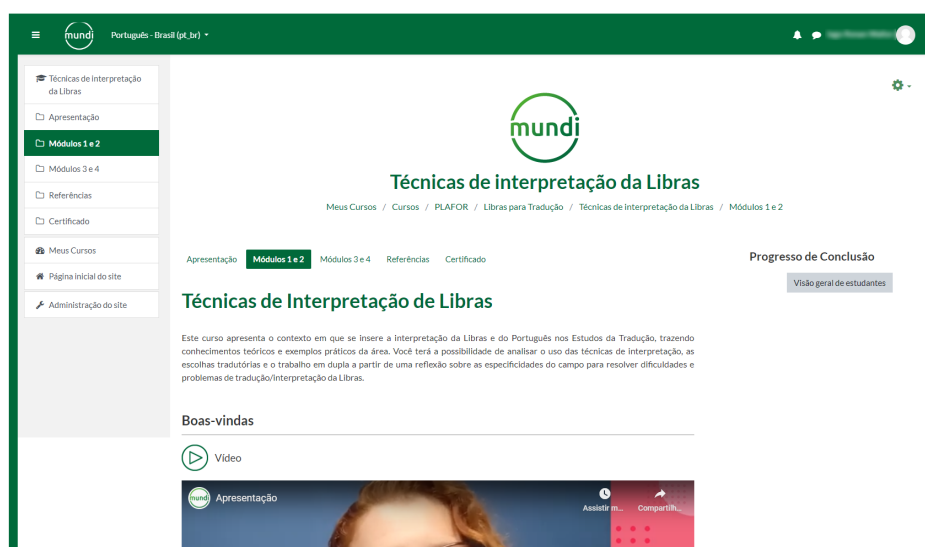 mundi
Português - Brasil (pt_br)
Técnicas de interpretação
da Libras
Apresentação
Módulos 1 e 2
Módulos 3 e 4
Referências
Certificado
Meus Cursos
Página inicial do site
Administração do site
mundi
Técnicas de interpretação da Libras
Meus Cursos / Cursos / PLAFOR / Libras para Tradução / Técnicas de interpretação da Libras / Módulos 1 e 2
Apresentação Módulos 1 e 2 Módulos 3 e 4 Referências Certificado
Técnicas de Interpretação de Libras
Este curso apresenta o contexto em que se insere a interpretação da Libras e do Português nos Estudos da Tradução, trazendo
conhecimentos teóricos e exemplos práticos da área. Você terá a possibilidade de analisar o uso das técnicas de interpretação, as
escolhas tradutórias e o trabalho em dupla a partir de uma reflexão sobre as especificidades do campo para resolver dificuldades e
problemas de tradução/interpretação da Libras.
Boas-vindas
Vídeo
mundi Apresentação
Assistir m... Compartilh...
Progresso de Conclusão
Visão geral de estudantes